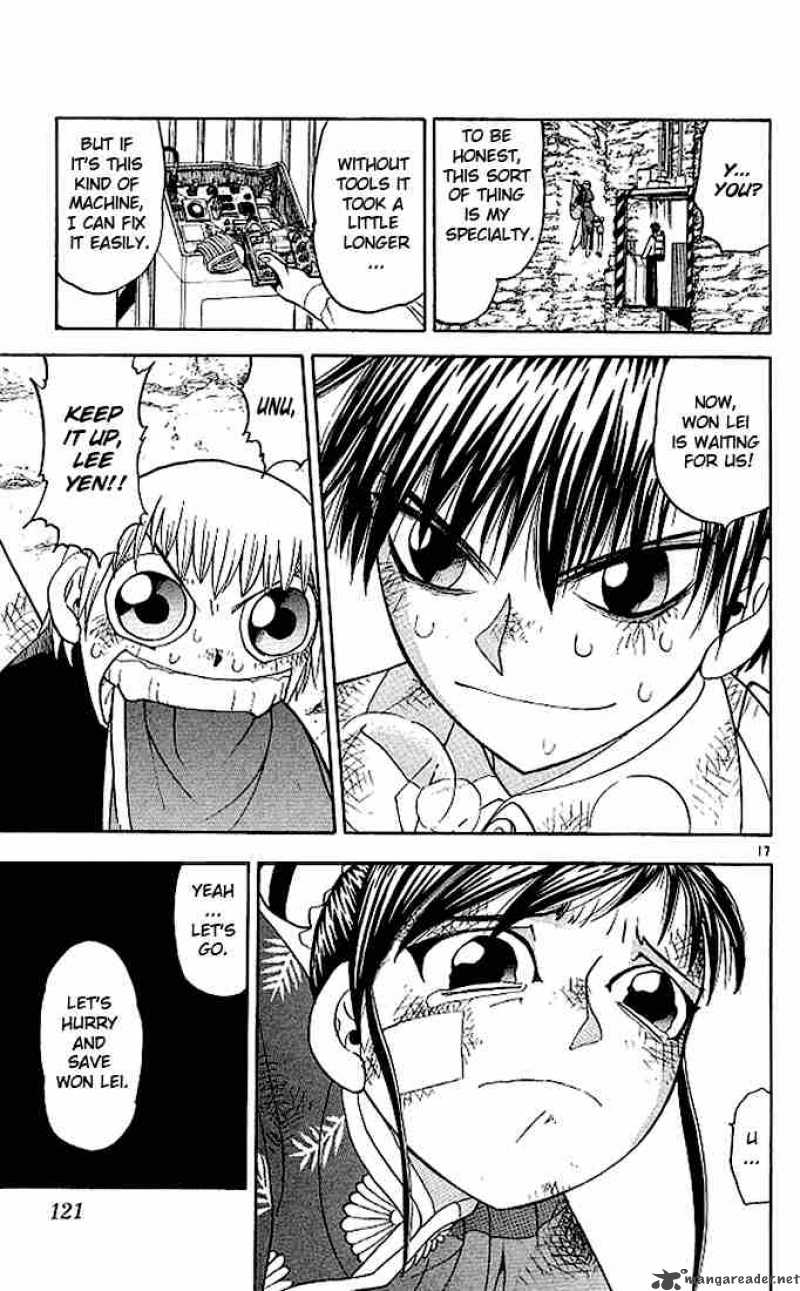 Y...
YOU?
TO BE
HONEST,
THIS SORT
OF THING
IS MY
SPECIALTY.
WITHOUT
TOOLS IT
TOOK A
LITTLE
LONGER
...
BUT IF
IT'S THIS
KIND OF
MACHINE,
I CAN FIX
IT EASILY.
NOW,
WON LEI
IS WAITING
FOR US!
UNU,
KEEP
IT UP,
LEE
YEN!!
17
U
...
YEAH
...
LET'S
GO.
LET'S
HURRY
AND
SAVE
WON LEI.
121
mangareader.net